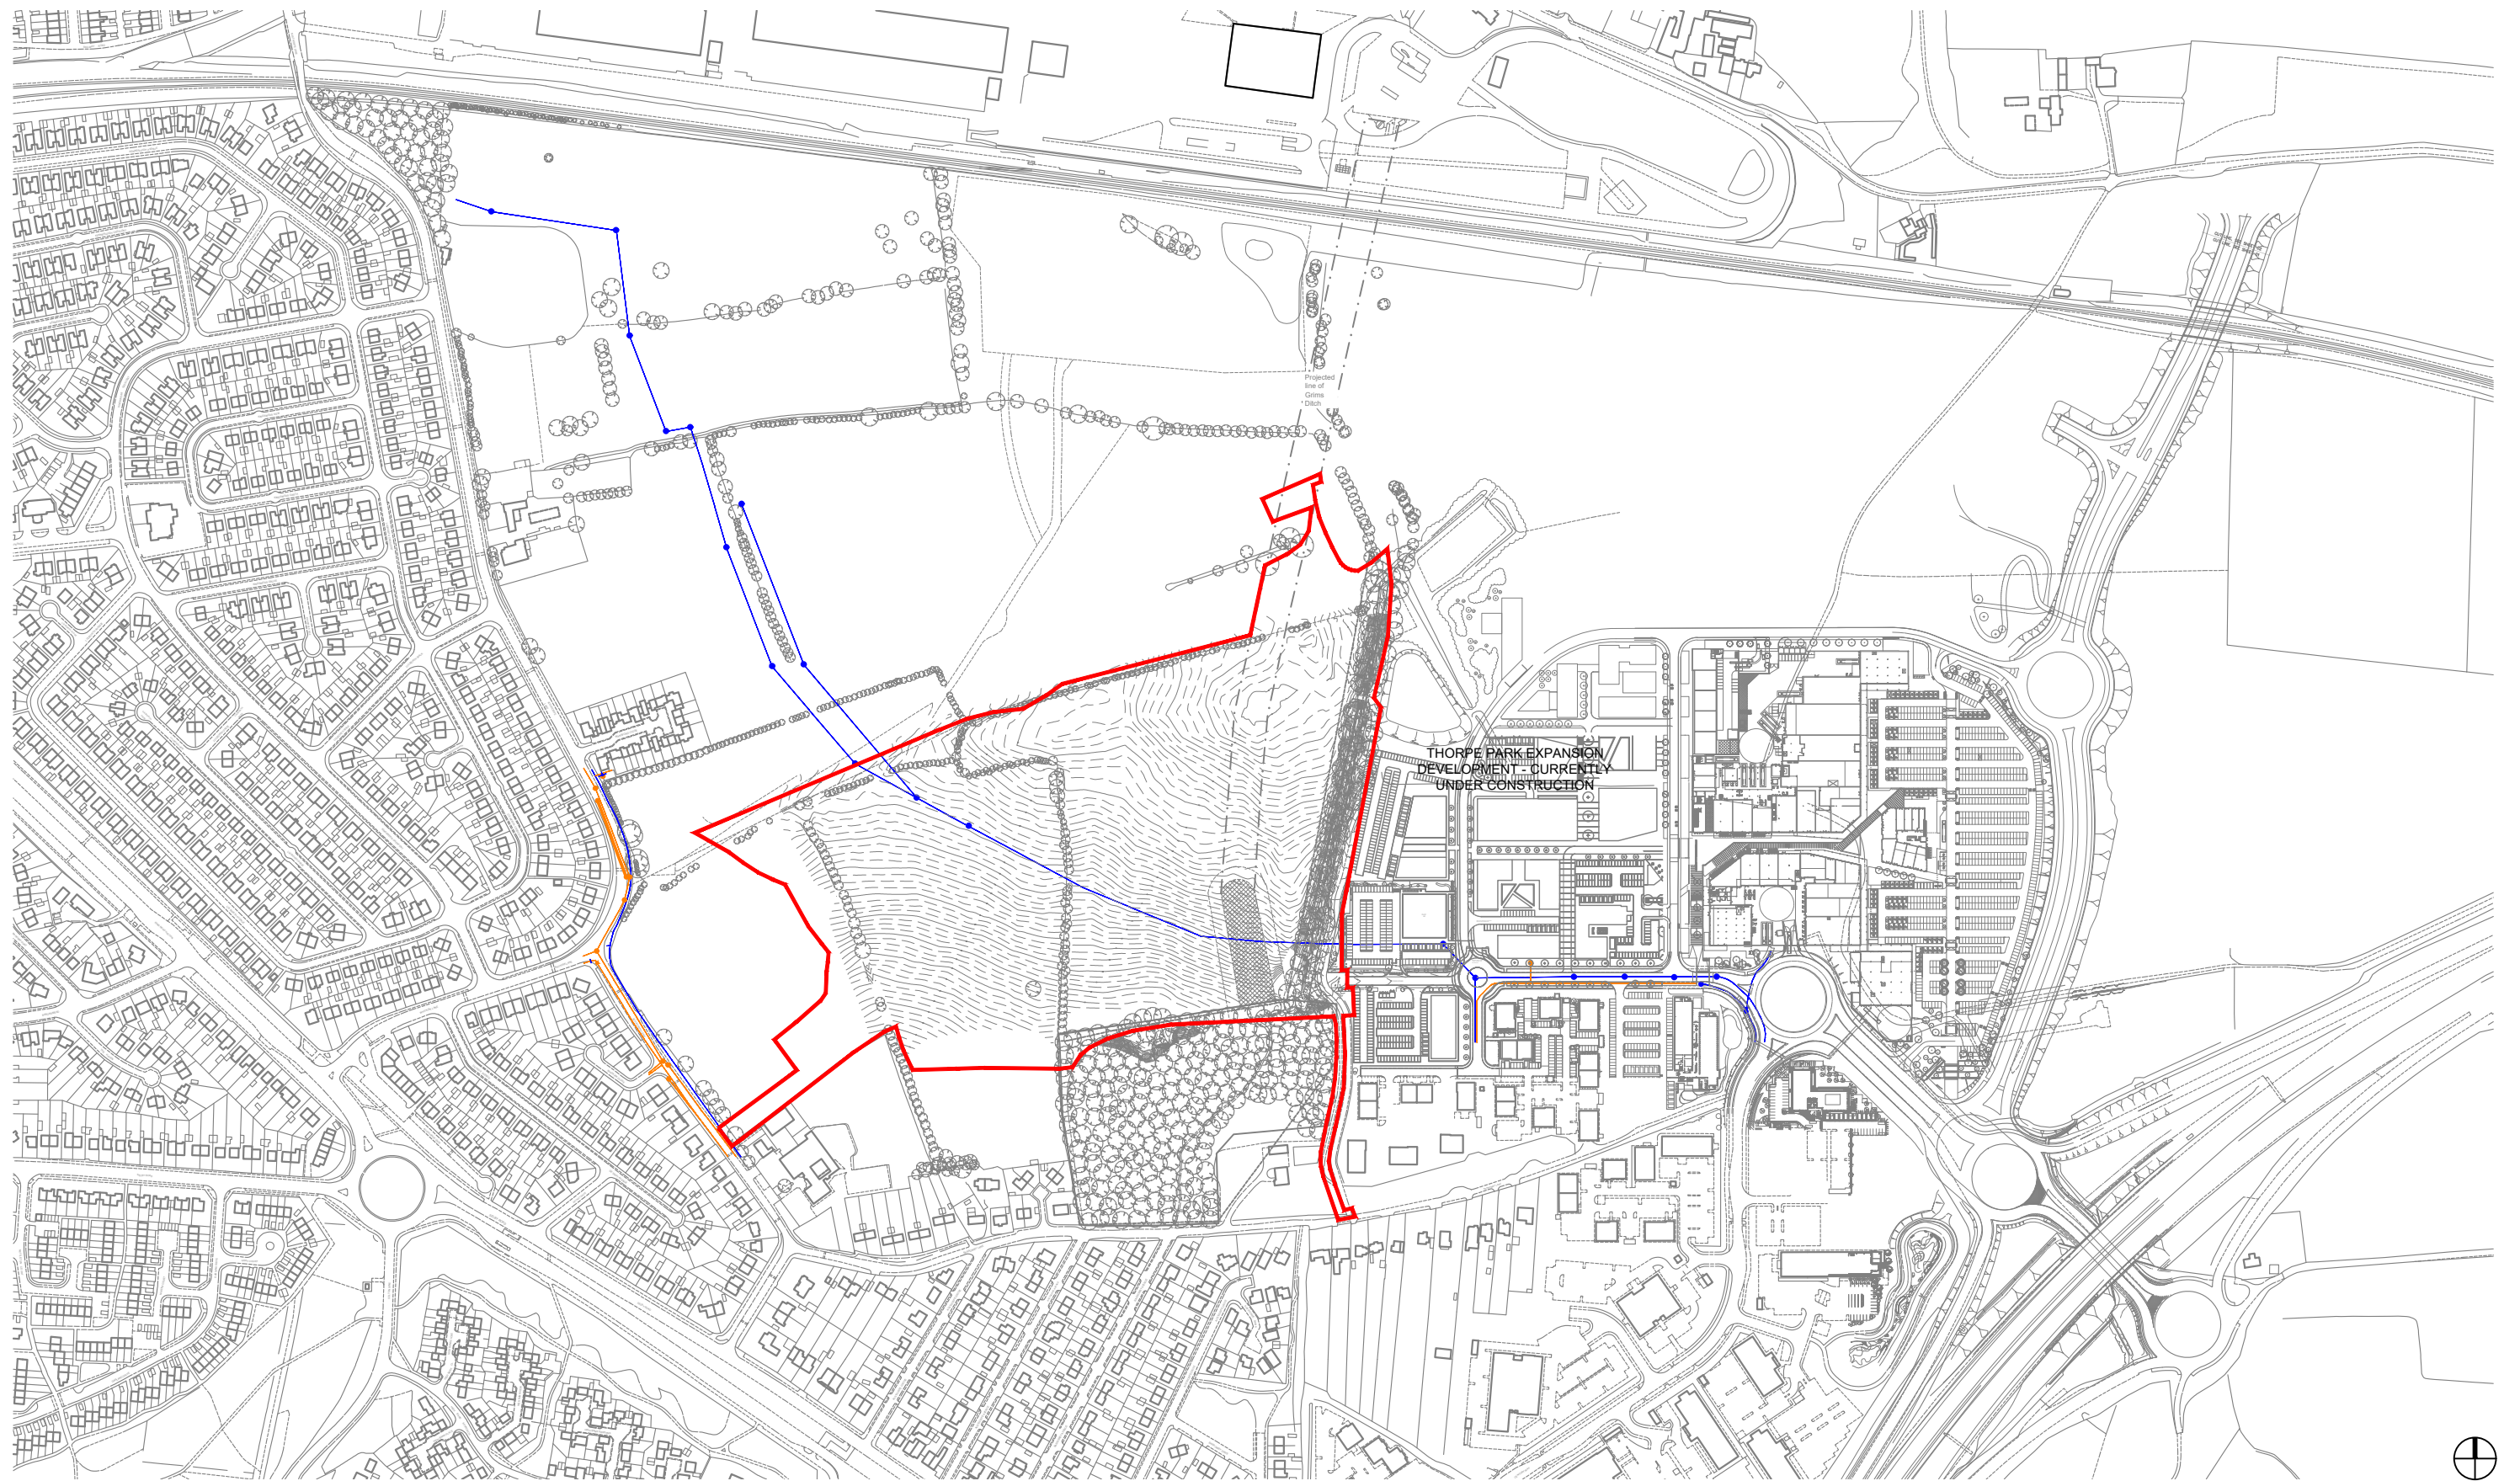 Projected
line of
Grims
Ditch
THORPE PARK EXPANSION
DEVELOPMENT - CURRENTLY
UNDER CONSTRUCTION